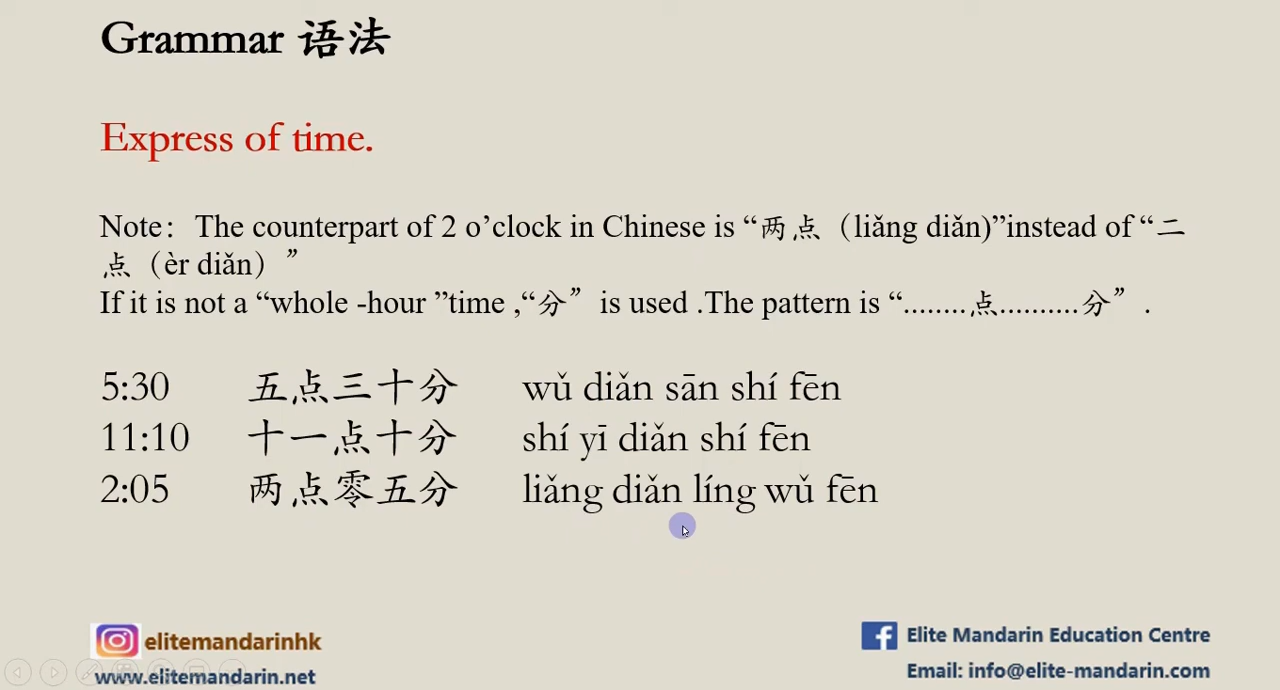 Grammar 语法
Express of time.
Note： The counterpart of 2 o’clock in Chinese is “两点（liǎng diǎn)”instead of “二
点（èr diǎn）”
If it is not a “whole -hour ”time ,“分” is used .The pattern is “........点..........分” .
5:30 五点三十分 wǔ diǎn sān shí fēn
11:10 十一点十分 shí yī diǎn shí fēn
2:05 两点零五分 liǎng diǎn líng wǔ fēn
elitemandarinhk
www.elitemandarin.net
Elite Mandarin Education Centre
Email: info@elite-mandarin.com